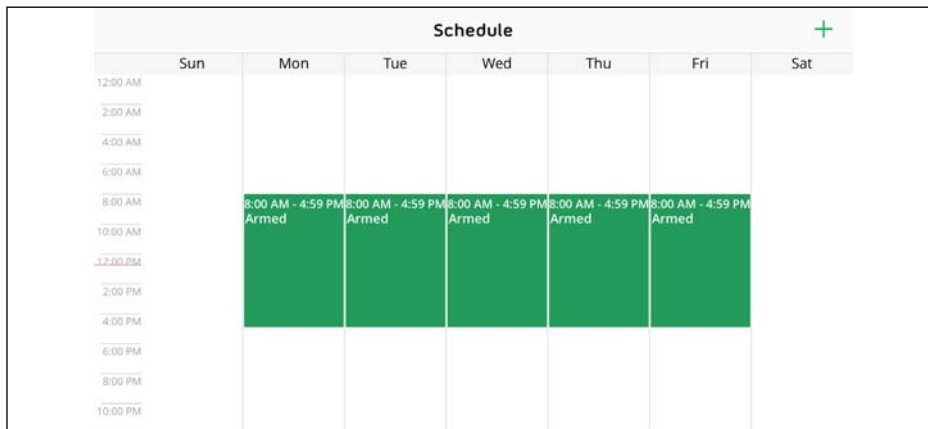 Schedule
+
Sun Mon Tue Wed Thu Fri Sat
12:00 AM
2:00 AM
4:00 AM
6:00 AM
8:00 AM
8:00 AM - 4:59 PM 8:00 AM - 4:59 PM 8:00 AM - 4:59 PM 8:00 AM - 4:59 PM 8:00 AM - 4:59 PM
Armed Armed Armed Armed Armed
10:00 AM
12:00 PM
2:00 PM
4:00 PM
6:00 PM
8:00 PM
10:00 PM